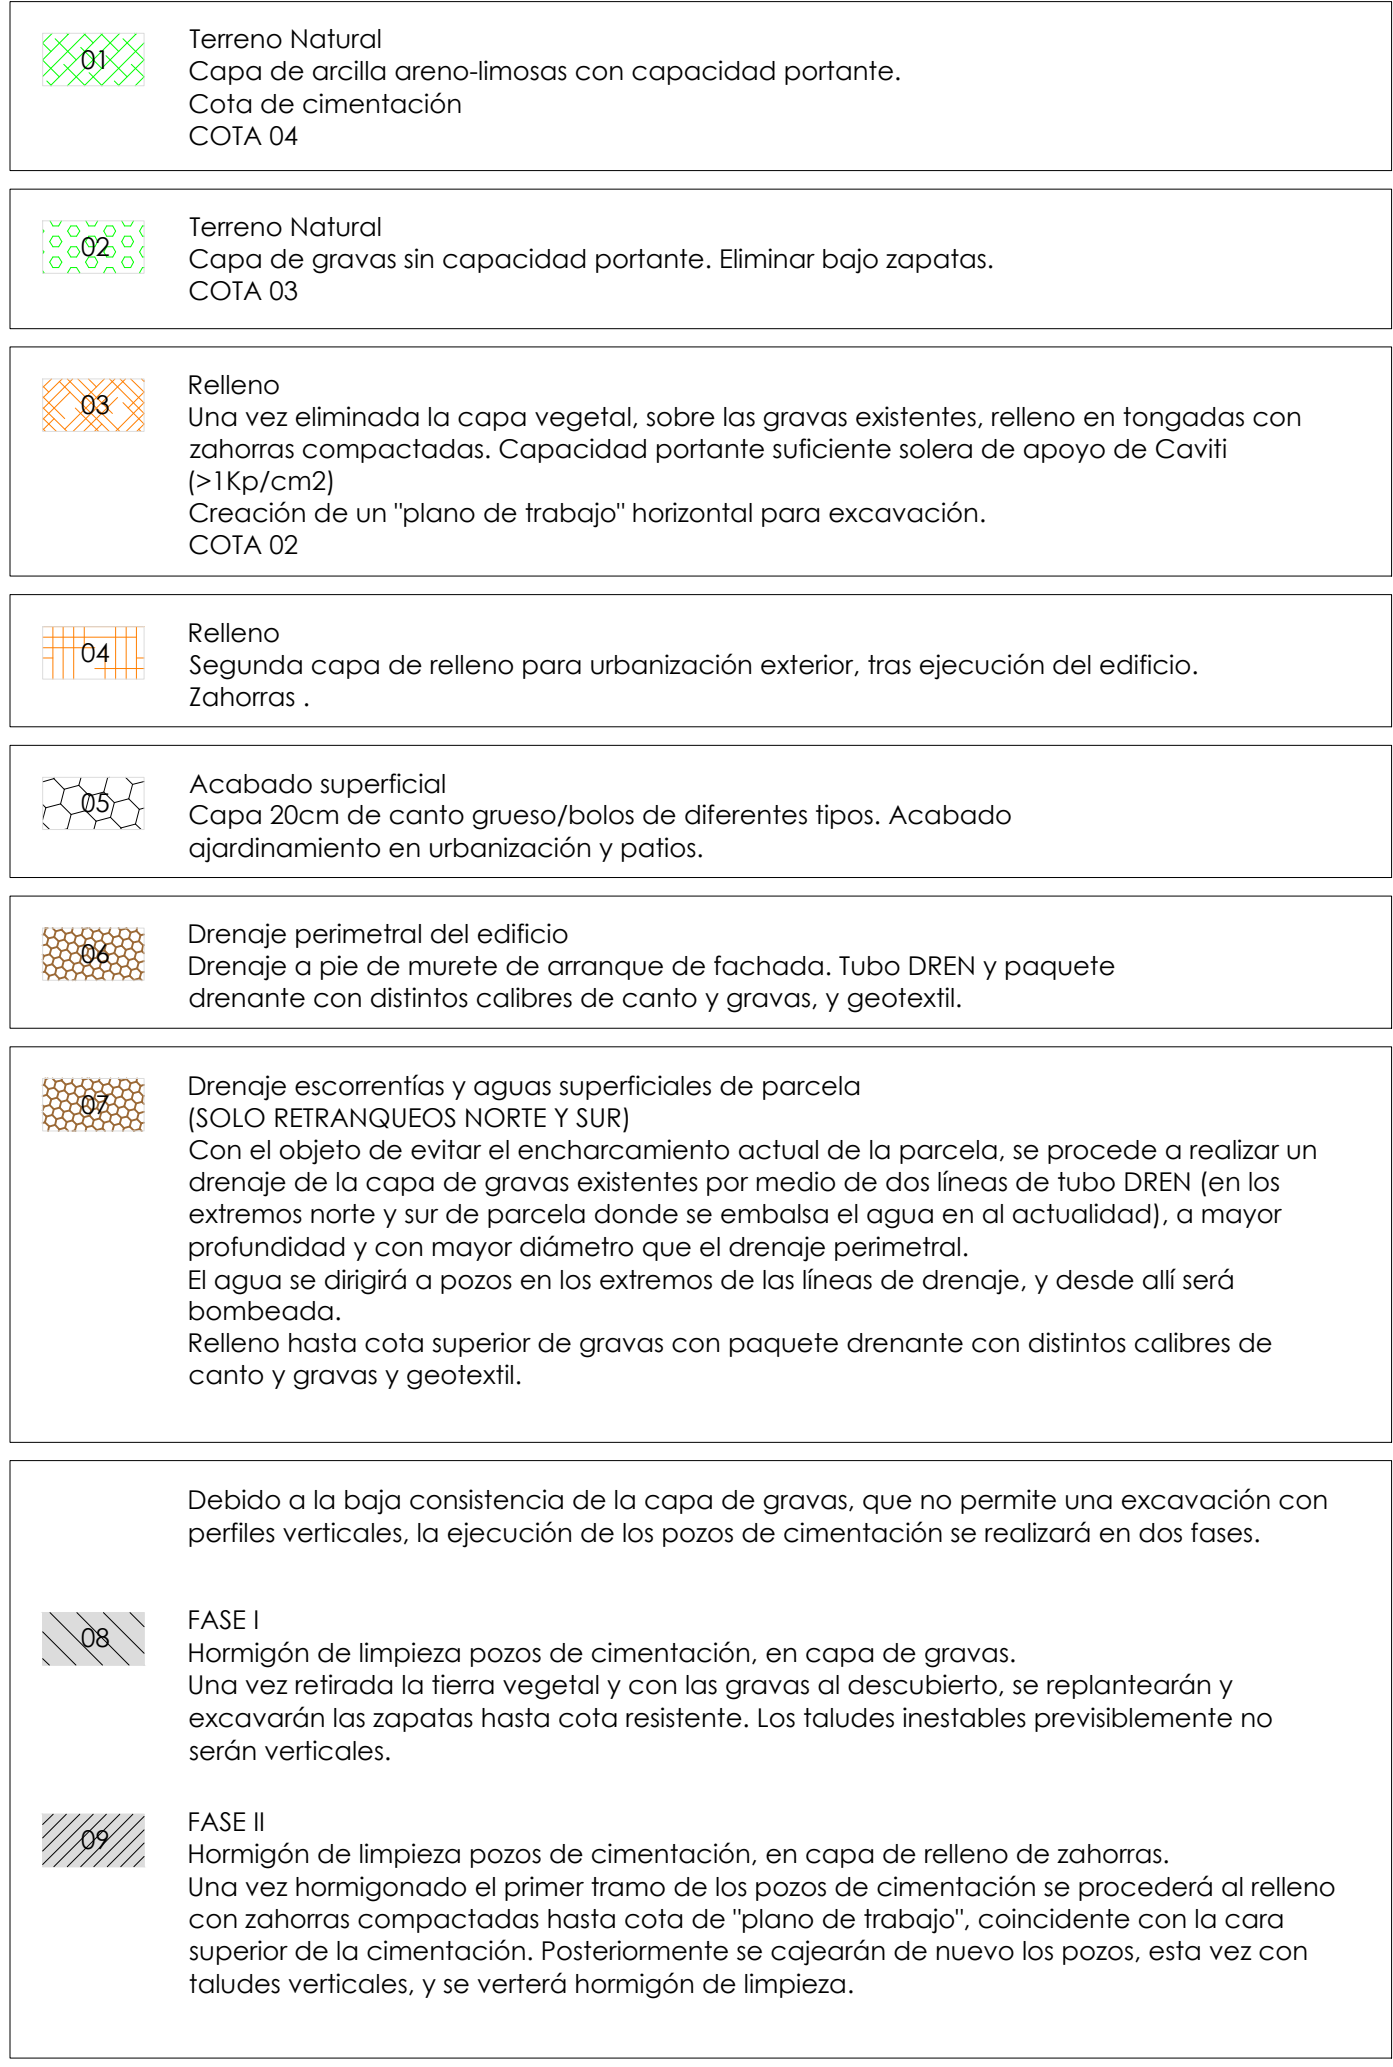 01
Terreno Natural
Capa de arcilla areno-limosas con capacidad portante.
Cota de cimentación
COTA 04
02
Terreno Natural
Capa de gravas sin capacidad portante. Eliminar bajo zapatas.
COTA 03
03
Relleno
Una vez eliminada la capa vegetal, sobre las gravas existentes, relleno en tongadas con
zahorras compactadas. Capacidad portante suficiente solera de apoyo de Caviti
(>1Kp/cm2)
Creación de un "plano de trabajo" horizontal para excavación.
COTA 02
04
Relleno
Segunda capa de relleno para urbanización exterior, tras ejecución del edificio.
Zahorras .
05
Acabado superficial
Capa 20cm de canto grueso/bolos de diferentes tipos. Acabado
ajardinamiento en urbanización y patios.
06
Drenaje perimetral del edificio
Drenaje a pie de murete de arranque de fachada. Tubo DREN y paquete
drenante con distintos calibres de canto y gravas, y geotextil.
07
Drenaje escorrentías y aguas superficiales de parcela
(SOLO RETRANQUEOS NORTE Y SUR)
Con el objeto de evitar el encharcamiento actual de la parcela, se procede a realizar un
drenaje de la capa de gravas existentes por medio de dos líneas de tubo DREN (en los
extremos norte y sur de parcela donde se embalsa el agua en al actualidad), a mayor
profundidad y con mayor diámetro que el drenaje perimetral.
El agua se dirigirá a pozos en los extremos de las líneas de drenaje, y desde allí será
bombeada.
Relleno hasta cota superior de gravas con paquete drenante con distintos calibres de
canto y gravas y geotextil.
Debido a la baja consistencia de la capa de gravas, que no permite una excavación con
perfiles verticales, la ejecución de los pozos de cimentación se realizará en dos fases.
08
FASE I
Hormigón de limpieza pozos de cimentación, en capa de gravas.
Una vez retirada la tierra vegetal y con las gravas al descubierto, se replantearán y
excavarán las zapatas hasta cota resistente. Los taludes inestables previsiblemente no
serán verticales.
09
FASE II
Hormigón de limpieza pozos de cimentación, en capa de relleno de zahorras.
Una vez hormigonado el primer tramo de los pozos de cimentación se procederá al relleno
con zahorras compactadas hasta cota de "plano de trabajo", coincidente con la cara
superior de la cimentación. Posteriormente se cajearán de nuevo los pozos, esta vez con
taludes verticales, y se verterá hormigón de limpieza.